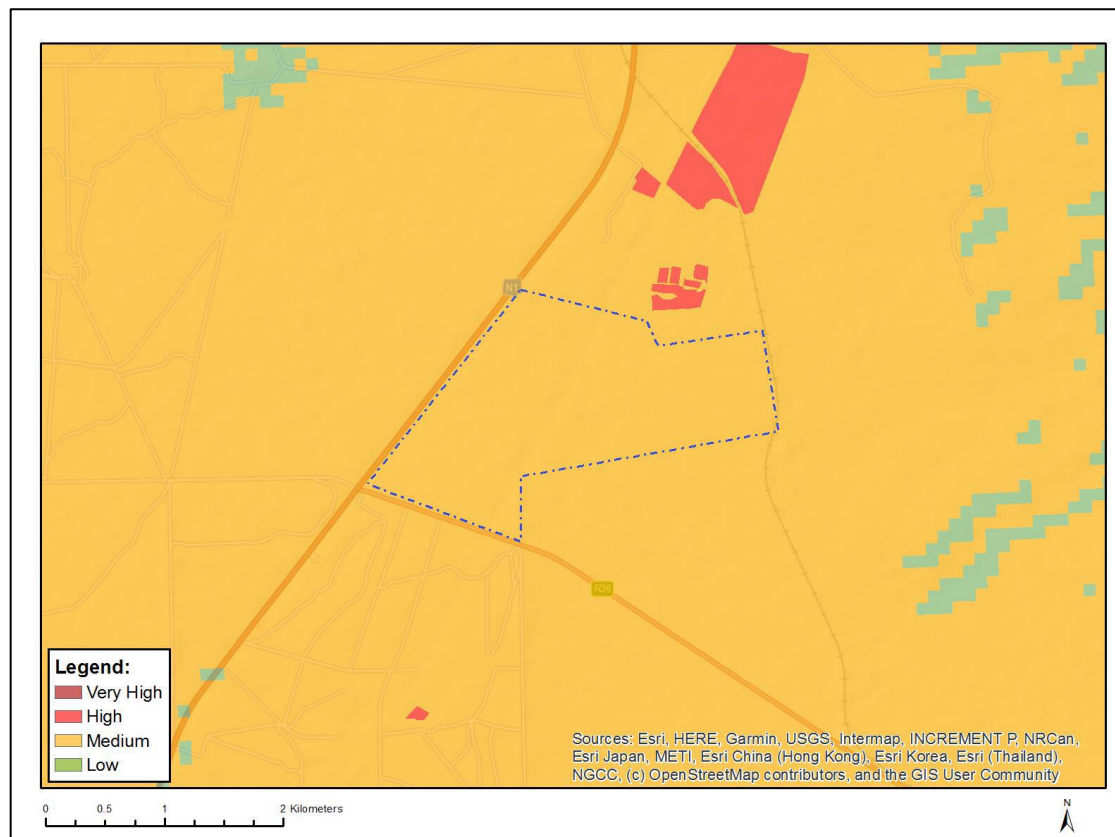 N1
R36
Legend:
Very High
High
Medium
Low
Sources: Esri, HERE, Garmin, USGS, Intermap, INCREMENT P, NRCan,
Esri Japan, METI, Esri China (Hong Kong), Esri Korea, Esri (Thailand),
NGCC, (c) OpenStreetMap contributors, and the GIS User Community
0 0.5 1 2 Kilometers
N